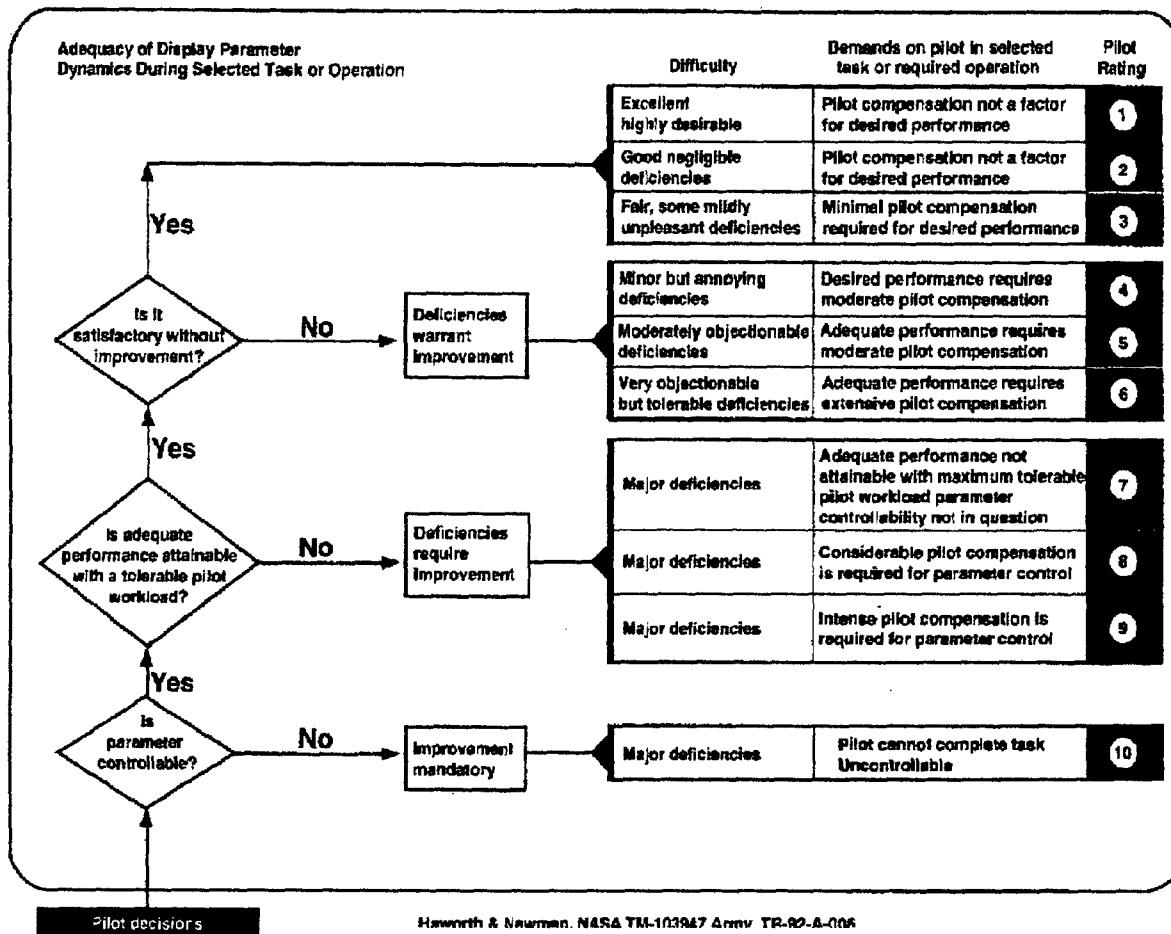 Adequacy of Display Parameter
Dynamics During Selected Task or Operation
Difficulty
Demands on pilot in selected
task or required operation
Pilot
Rating
Excellent
highly desirable
Pilot compensation not a factor
for desired performance
1
Good negligible
deficiencies
Pilot compensation not a factor
for desired performance
2
Fair, some mildly
unpleasant deficiencies
Minimal pilot compensation
required for desired performance
3
Yes
Is it
satisfactory without
improvement?
No
Deficiencies
warrant
improvement
Minor but annoying
deficiencies
Desired performance requires
moderate pilot compensation
4
Moderately objectionable
deficiencies
Adequate performance requires
moderate pilot compensation
5
Very objectionable
but tolerable deficiencies
Adequate performance requires
extensive pilot compensation
6
Yes
Is adequate
performance attainable
with a tolerable pilot
workload?
No
Deficiencies
require
improvement
Major deficiencies
Adequate performance not
attainable with maximum tolerable
pilot workload parameter
controllability not in question
7
Major deficiencies
Considerable pilot compensation
is required for parameter control
8
Major deficiencies
Intense pilot compensation is
required for parameter control
9
Yes
Is
parameter
controllable?
No
Improvement
mandatory
Major deficiencies
Pilot cannot complete task
Uncontrollable
10
Pilot decisions
Haworth & Newman, NASA TM-103947 Army TR-92-A-006